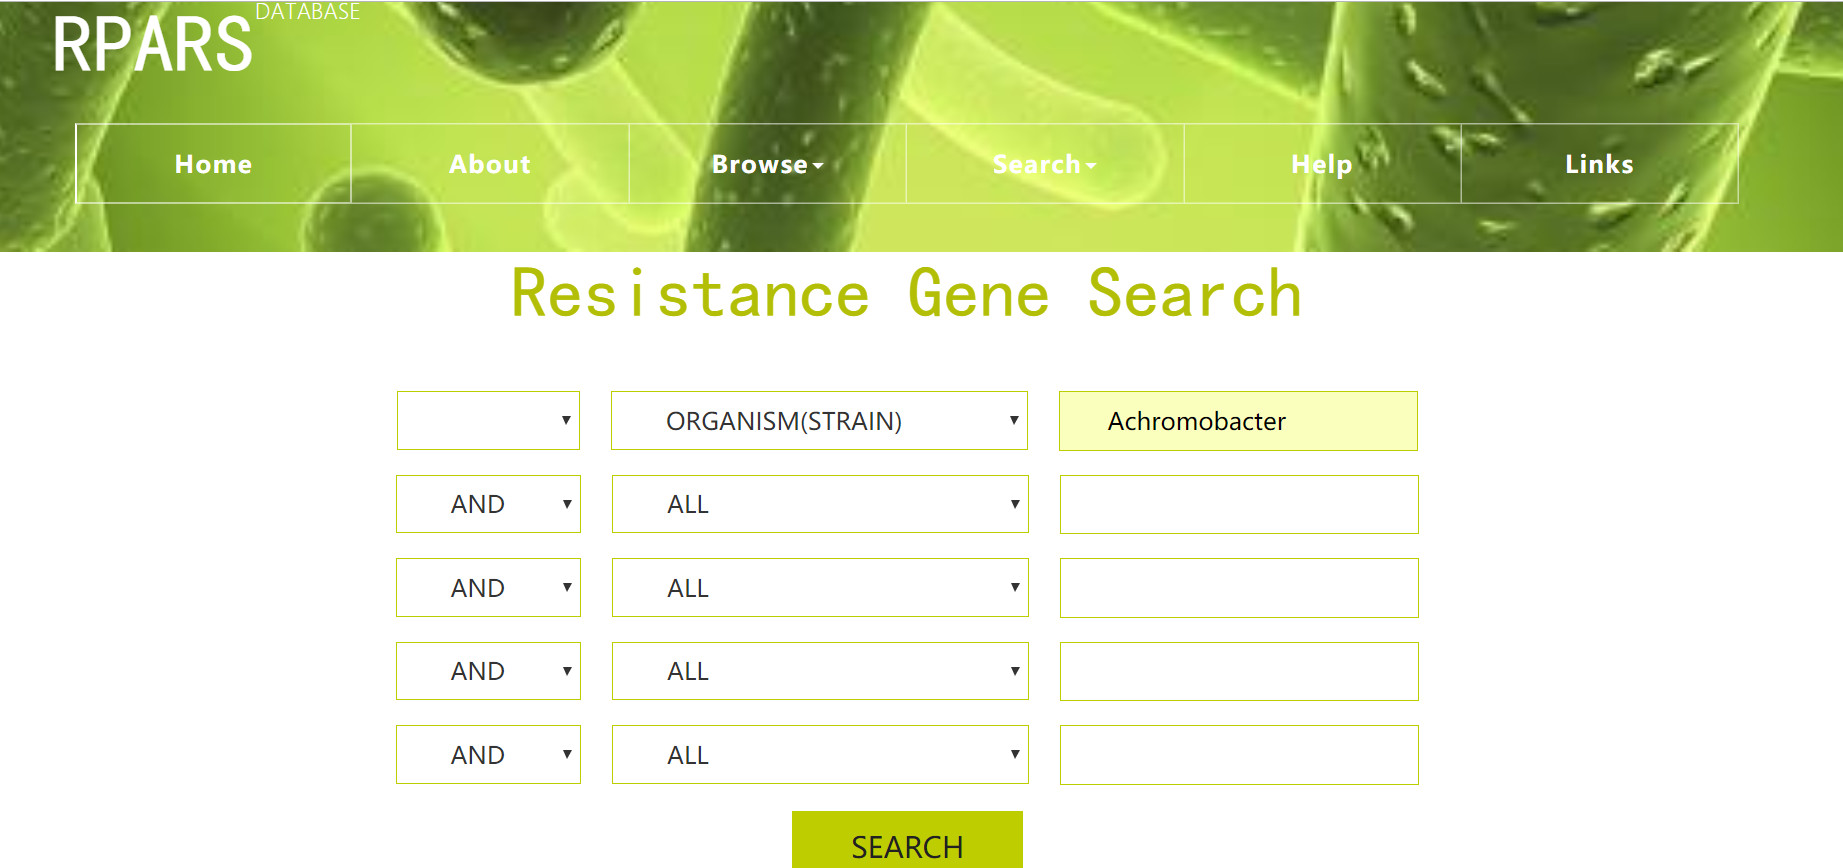 RPARS DATABASE
Home About Browse Search Help Links
Resistance Gene Search
ORGANISM(STRAIN) Achromobacter
AND ALL
AND ALL
AND ALL
AND ALL
SEARCH